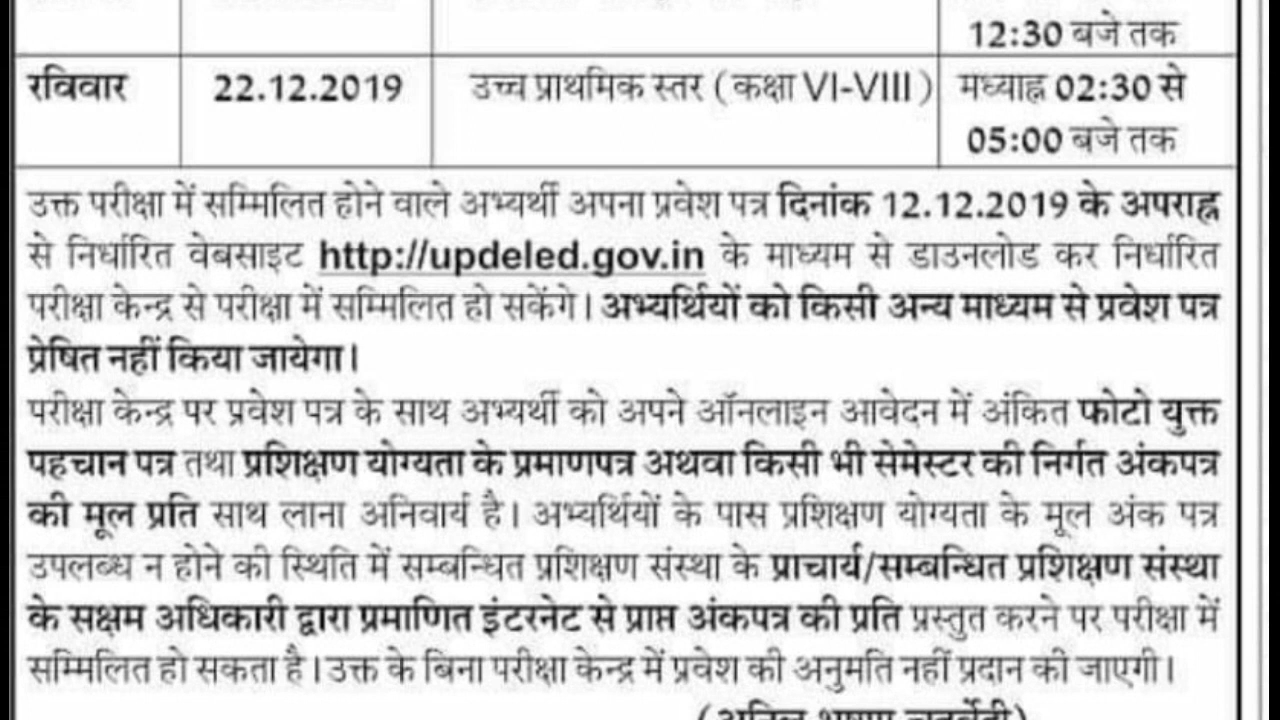 12:30 बजे तक
रविवार 22.12.2019 उच्च प्राथमिक स्तर ( कक्षा VI-VIII ) मध्याह्न 02:30 से
05:00 बजे तक
उक्त परीक्षा में सम्मिलित होने वाले अभ्यर्थी अपना प्रवेश पत्र दिनांक 12.12.2019 के अपराह्न
से निर्धारित वेबसाइट http://updeled.gov.in के माध्यम से डाउनलोड कर निर्धारित
परीक्षा केन्द्र से परीक्षा में सम्मिलित हो सकेंगे। अभ्यर्थियों को किसी अन्य माध्यम से प्रवेश पत्र
प्रेषित नहीं किया जायेगा।
परीक्षा केन्द्र पर प्रवेश पत्र के साथ अभ्यर्थी को अपने ऑनलाइन आवेदन में अंकित फोटो युक्त
पहचान पत्र तथा प्रशिक्षण योग्यता के प्रमाणपत्र अथवा किसी भी सेमेस्टर की निर्गत अंकपत्र
की मूल प्रति साथ लाना अनिवार्य है। अभ्यर्थियों के पास प्रशिक्षण योग्यता के मूल अंक पत्र
उपलब्ध न होने की स्थिति में सम्बन्धित प्रशिक्षण संस्था के प्राचार्य/सम्बन्धित प्रशिक्षण संस्था
के सक्षम अधिकारी द्वारा प्रमाणित इंटरनेट से प्राप्त अंकपत्र की प्रति प्रस्तुत करने पर परीक्षा में
सम्मिलित हो सकता है। उक्त के बिना परीक्षा केन्द्र में प्रवेश की अनुमति नहीं प्रदान की जाएगी।
(अनिल भूषण चतुर्वेदी)